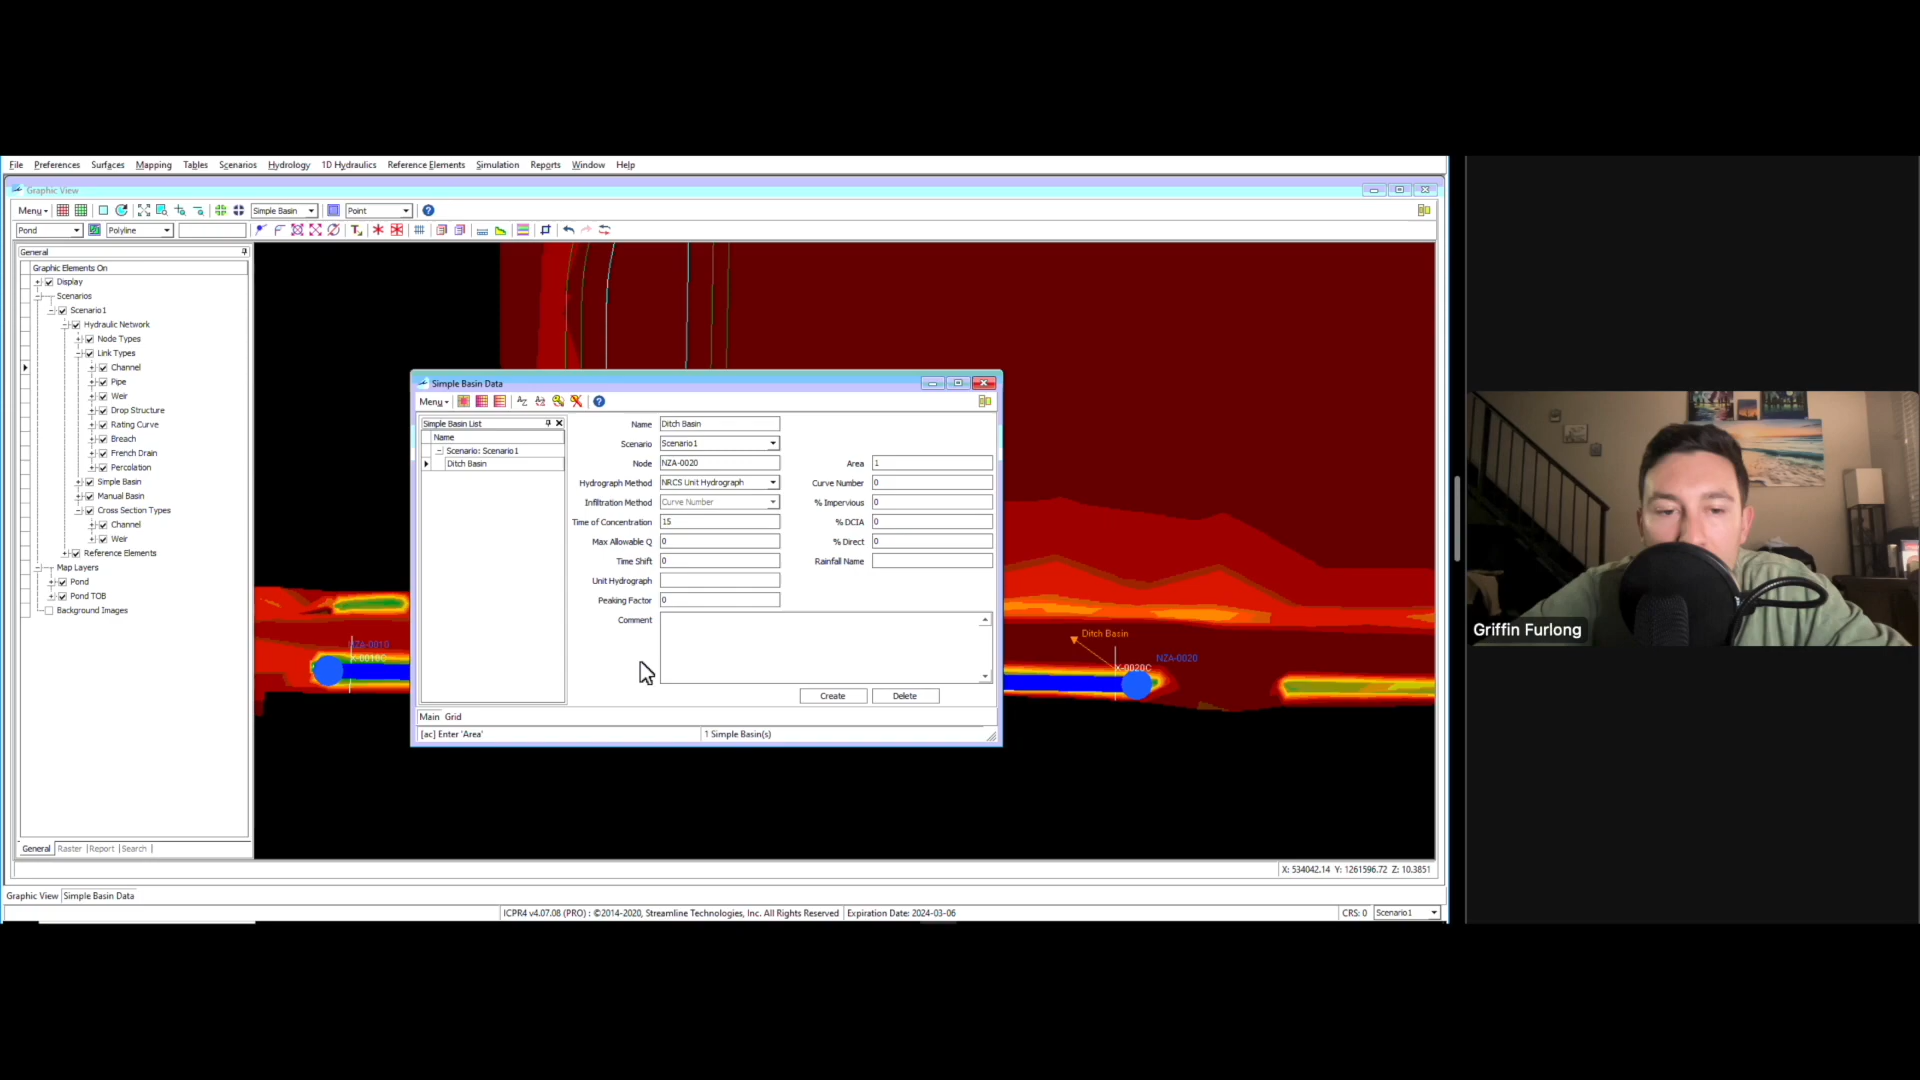 File Preferences Surfaces Mapping Tables Scenarios Hydrology 1D Hydraulics Reference Elements Simulation Reports Window Help
Graphic View
Menu Simple Basin Point
Pond Polyline
General
Graphic Elements On
Display
Scenarios
Scenario1
Hydraulic Network
Node Types
Link Types
Channel
Pipe
Weir
Drop Structure
Rating Curve
Breach
French Drain
Percolation
Simple Basin
Manual Basin
Cross Section Types
Channel
Weir
Reference Elements
Map Layers
Pond
Pond TOB
Background Images
General Raster Report Search
Simple Basin Data
Menu
Simple Basin List
Name
Scenario: Scenario1
Ditch Basin
Name Ditch Basin
Scenario Scenario1
Node NZA-0020 Area 1
Hydrograph Method NRCS Unit Hydrograph Curve Number 0
Infiltration Method Curve Number % Impervious 0
Time of Concentration 15 % DCIA 0
Max Allowable Q 0 % Direct 0
Time Shift 0 Rainfall Name
Unit Hydrograph
Peaking Factor 0
Comment
Create Delete
Main Grid
[ac] Enter 'Area' 1 Simple Basin(s)
NZA-0010
X-0010C
Ditch Basin
NZA-0020
X-0020C
Griffin Furlong
X: 534042.14 Y: 1261596.72 Z: 10.3851
Graphic View Simple Basin Data
ICPR4 v4.07.08 (PRO) : ©2014-2020, Streamline Technologies, Inc. All Rights Reserved Expiration Date: 2024-03-06 CRS: 0 Scenario1